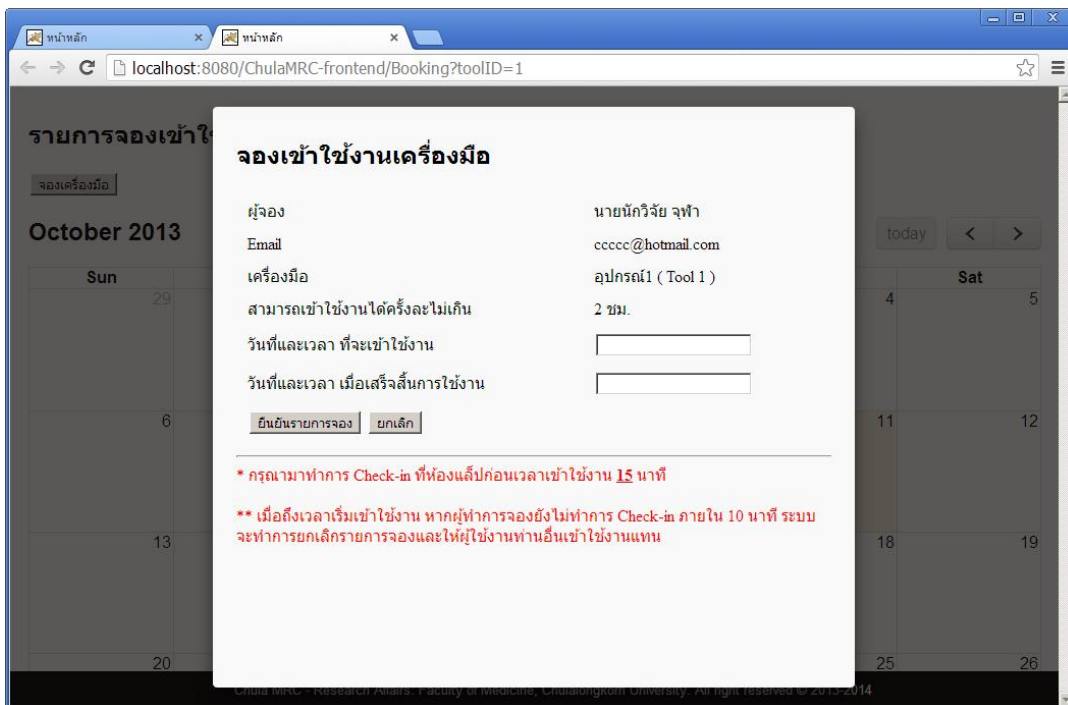 หน้าหลัก
หน้าหลัก
localhost:8080/ChulaMRC-frontend/Booking?toolID=1
รายการจองเข้าใช้
จองเครื่องมือ
October 2013
today
Sun
Sat
29
4
5
6
11
12
13
18
19
20
25
26
จองเข้าใช้งานเครื่องมือ
ผู้จอง นายนักวิจัย จุฬา
Email ccccc@hotmail.com
เครื่องมือ อุปกรณ์1 ( Tool 1 )
สามารถเข้าใช้งานได้ครั้งละไม่เกิน 2 ชม.
วันที่และเวลา ที่จะเข้าใช้งาน
วันที่และเวลา เมื่อเสร็จสิ้นการใช้งาน
ยืนยันรายการจอง ยกเลิก
* กรุณามาทำการ Check-in ที่ห้องแล็ปก่อนเวลาเข้าใช้งาน 15 นาที
** เมื่อถึงเวลาเริ่มเข้าใช้งาน หากผู้ทำการจองยังไม่ทำการ Check-in ภายใน 10 นาที ระบบ
จะทำการยกเลิกรายการจองและให้ผู้ใช้งานท่านอื่นเข้าใช้งานแทน
Chula MRC - Research Affairs. Faculty of Medicine, Chulalongkorn University. All right reserved © 2013-2014